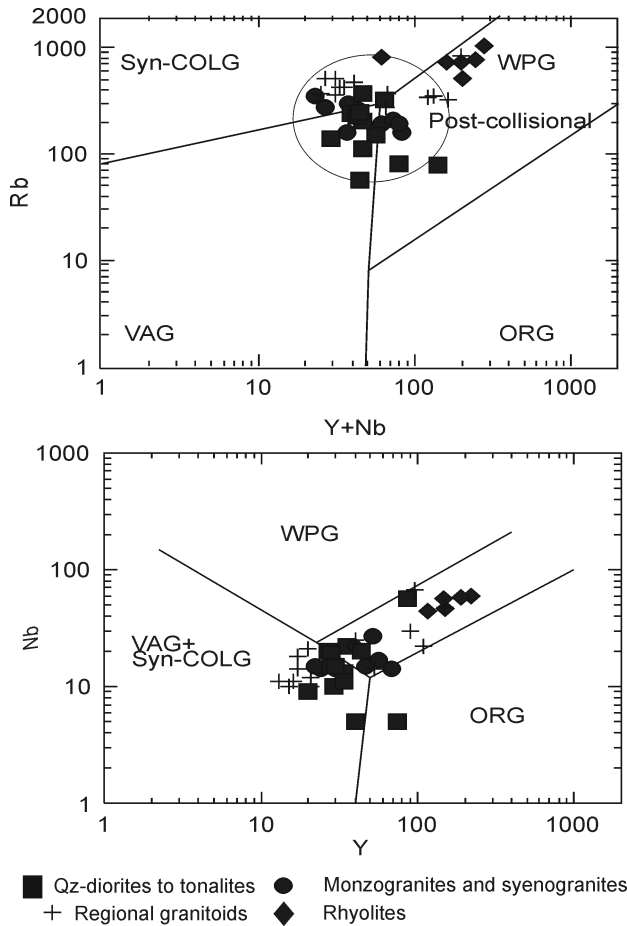 2000
1000
Syn-COLG
WPG
Post-collisional
100
Rb
10
VAG
ORG
1
1
10
100
1000
Y+Nb
1000
WPG
100
Nb
VAG+
Syn-COLG
10
ORG
1
1
10
100
1000
Y
Qz-diorites to tonalites
Monzogranites and syenogranites
Regional granitoids
Rhyolites